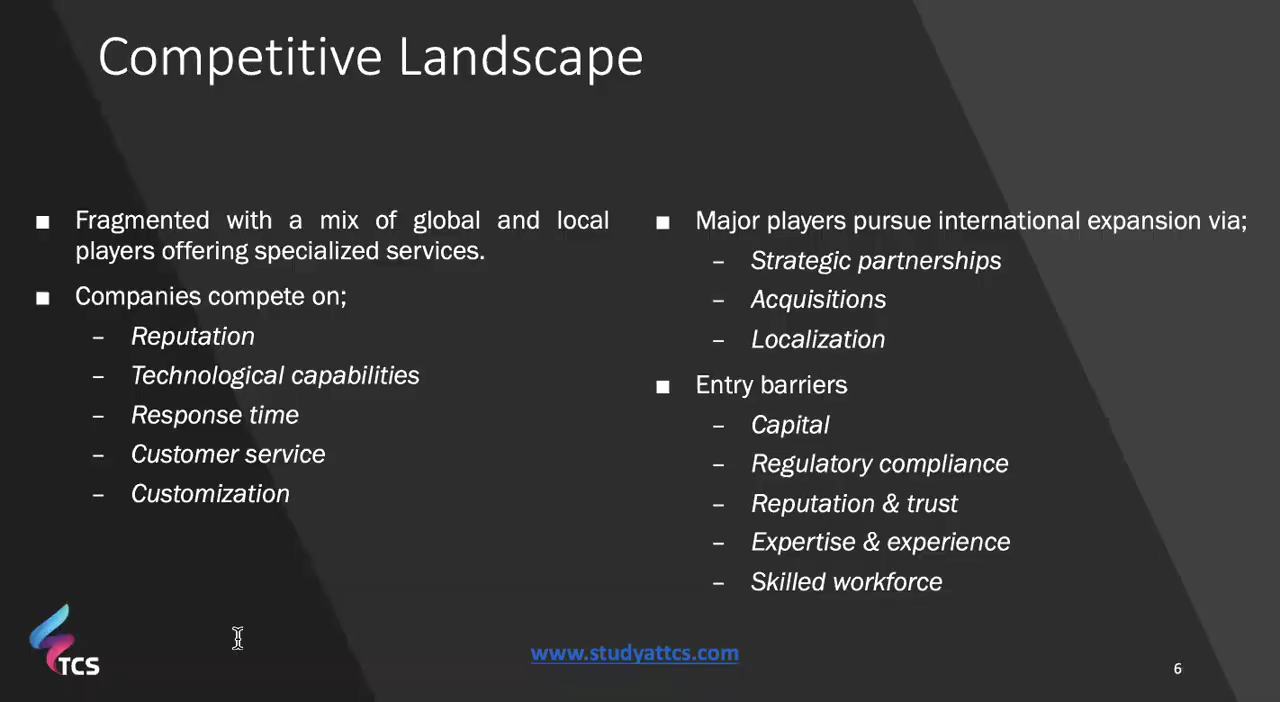 Competitive Landscape
■ Fragmented with a mix of global and local
players offering specialized services.
■ Companies compete on;
– Reputation
– Technological capabilities
– Response time
– Customer service
– Customization
■ Major players pursue international expansion via;
– Strategic partnerships
– Acquisitions
– Localization
■ Entry barriers
– Capital
– Regulatory compliance
– Reputation & trust
– Expertise & experience
– Skilled workforce
TCS
www.studyattcs.com
6